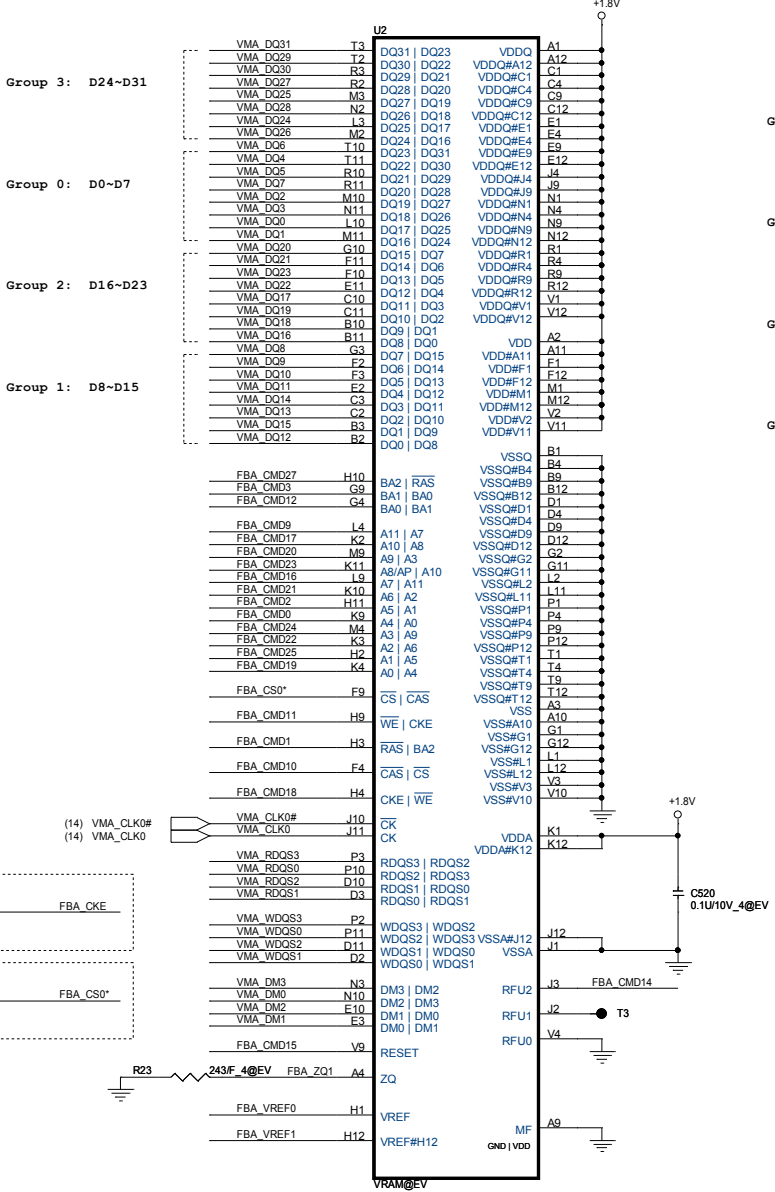 +1.8V
U2
Group 3: D24~D31
Group 0: D0~D7
Group 2: D16~D23
Group 1: D8~D15
VMA_DQ31 T3 DQ31 | DQ23 VDDQ A1
VMA_DQ29 T2 DQ30 | DQ22 VDDQ#A12 A12
VMA_DQ30 R3 DQ29 | DQ21 VDDQ#C1 C1
VMA_DQ27 R2 DQ28 | DQ20 VDDQ#C4 C4
VMA_DQ25 M3 DQ27 | DQ19 VDDQ#C9 C9
VMA_DQ28 N2 DQ26 | DQ18 VDDQ#C12 C12
VMA_DQ24 L3 DQ25 | DQ17 VDDQ#E1 E1
VMA_DQ26 M2 DQ24 | DQ16 VDDQ#E4 E4
VMA_DQ6 T10 DQ23 | DQ31 VDDQ#E9 E9
VMA_DQ4 T11 DQ22 | DQ30 VDDQ#E12 E12
VMA_DQ5 R10 DQ21 | DQ29 VDDQ#J4 J4
VMA_DQ7 R11 DQ20 | DQ28 VDDQ#J9 J9
VMA_DQ2 M10 DQ19 | DQ27 VDDQ#N1 N1
VMA_DQ3 N11 DQ18 | DQ26 VDDQ#N4 N4
VMA_DQ0 L10 DQ17 | DQ25 VDDQ#N9 N9
VMA_DQ1 M11 DQ16 | DQ24 VDDQ#N12 N12
VMA_DQ20 G10 DQ15 | DQ7 VDDQ#R1 R1
VMA_DQ21 F11 DQ14 | DQ6 VDDQ#R4 R4
VMA_DQ23 F10 DQ13 | DQ5 VDDQ#R9 R9
VMA_DQ22 E11 DQ12 | DQ4 VDDQ#R12 R12
VMA_DQ17 C10 DQ11 | DQ3 VDDQ#V1 V1
VMA_DQ19 C11 DQ10 | DQ2 VDDQ#V12 V12
VMA_DQ18 B10 DQ9 | DQ1
VMA_DQ16 B11 DQ8 | DQ0 VDD A2
VMA_DQ8 G3 DQ7 | DQ15 VDD#A11 A11
VMA_DQ9 F2 DQ6 | DQ14 VDD#F1 F1
VMA_DQ10 F3 DQ5 | DQ13 VDD#F12 F12
VMA_DQ11 E2 DQ4 | DQ12 VDD#M1 M1
VMA_DQ14 C3 DQ3 | DQ11 VDD#M12 M12
VMA_DQ13 C2 DQ2 | DQ10 VDD#V2 V2
VMA_DQ15 B3 DQ1 | DQ9 VDD#V11 V11
VMA_DQ12 B2 DQ0 | DQ8
VSSQ B1
VSSQ#B4 B4
FBA_CMD27 H10 BA2 | RAS VSSQ#B9 B9
FBA_CMD3 G9 BA1 | BA0 VSSQ#B12 B12
FBA_CMD12 G4 BA0 | BA1 VSSQ#D1 D1
VSSQ#D4 D4
FBA_CMD9 L4 A11 | A7 VSSQ#D9 D9
FBA_CMD17 K2 A10 | A8 VSSQ#D12 D12
FBA_CMD20 M9 A9 | A3 VSSQ#G2 G2
FBA_CMD23 K11 A8/AP | A10 VSSQ#G11 G11
FBA_CMD16 L9 A7 | A11 VSSQ#L2 L2
FBA_CMD21 K10 A6 | A2 VSSQ#L11 L11
FBA_CMD2 H11 A5 | A1 VSSQ#P1 P1
FBA_CMD0 K9 A4 | A0 VSSQ#P4 P4
FBA_CMD24 M4 A3 | A9 VSSQ#P9 P9
FBA_CMD22 K3 A2 | A6 VSSQ#P12 P12
FBA_CMD25 H2 A1 | A5 VSSQ#T1 T1
FBA_CMD19 K4 A0 | A4 VSSQ#T4 T4
VSSQ#T9 T9
FBA_CS0* F9 CS | CAS VSSQ#T12 T12
VSS A3
FBA_CMD11 H9 WE | CKE VSS#A10 A10
VSS#G1 G1
FBA_CMD1 H3 RAS | BA2 VSS#G12 G12
VSS#L1 L1
FBA_CMD10 F4 CAS | CS VSS#L12 L12
VSS#V3 V3
FBA_CMD18 H4 CKE | WE VSS#V10 V10
+1.8V
(14) VMA_CLK0# VMA_CLK0# J10 CK
(14) VMA_CLK0 VMA_CLK0 J11 CK VDDA K1
VDDA#K12 K12
VMA_RDQS3 P3 RDQS3 | RDQS2
VMA_RDQS0 P10 RDQS2 | RDQS3
VMA_RDQS2 D10 RDQS1 | RDQS0
VMA_RDQS1 D3 RDQS0 | RDQS1
C520
0.1U/10V_4@EV
FBA_CKE
VMA_WDQS3 P2 WDQS3 | WDQS2
VMA_WDQS0 P11 WDQS2 | WDQS3 VSSA#J12 J12
VMA_WDQS2 D11 WDQS1 | WDQS0 VSSA J1
VMA_WDQS1 D2 WDQS0 | WDQS1
FBA_CS0*
VMA_DM3 N3 DM3 | DM2 RFU2 J3 FBA_CMD14
VMA_DM0 N10 DM2 | DM3
VMA_DM2 E10 DM1 | DM0 RFU1 J2 T3
VMA_DM1 E3 DM0 | DM1
RFU0 V4
FBA_CMD15 V9 RESET
R23 243/F_4@EV FBA_ZQ1 A4 ZQ
FBA_VREF0 H1 VREF
MF A9
FBA_VREF1 H12 VREF#H12 GND | VDD
VRAM@EV
G
G
G
G